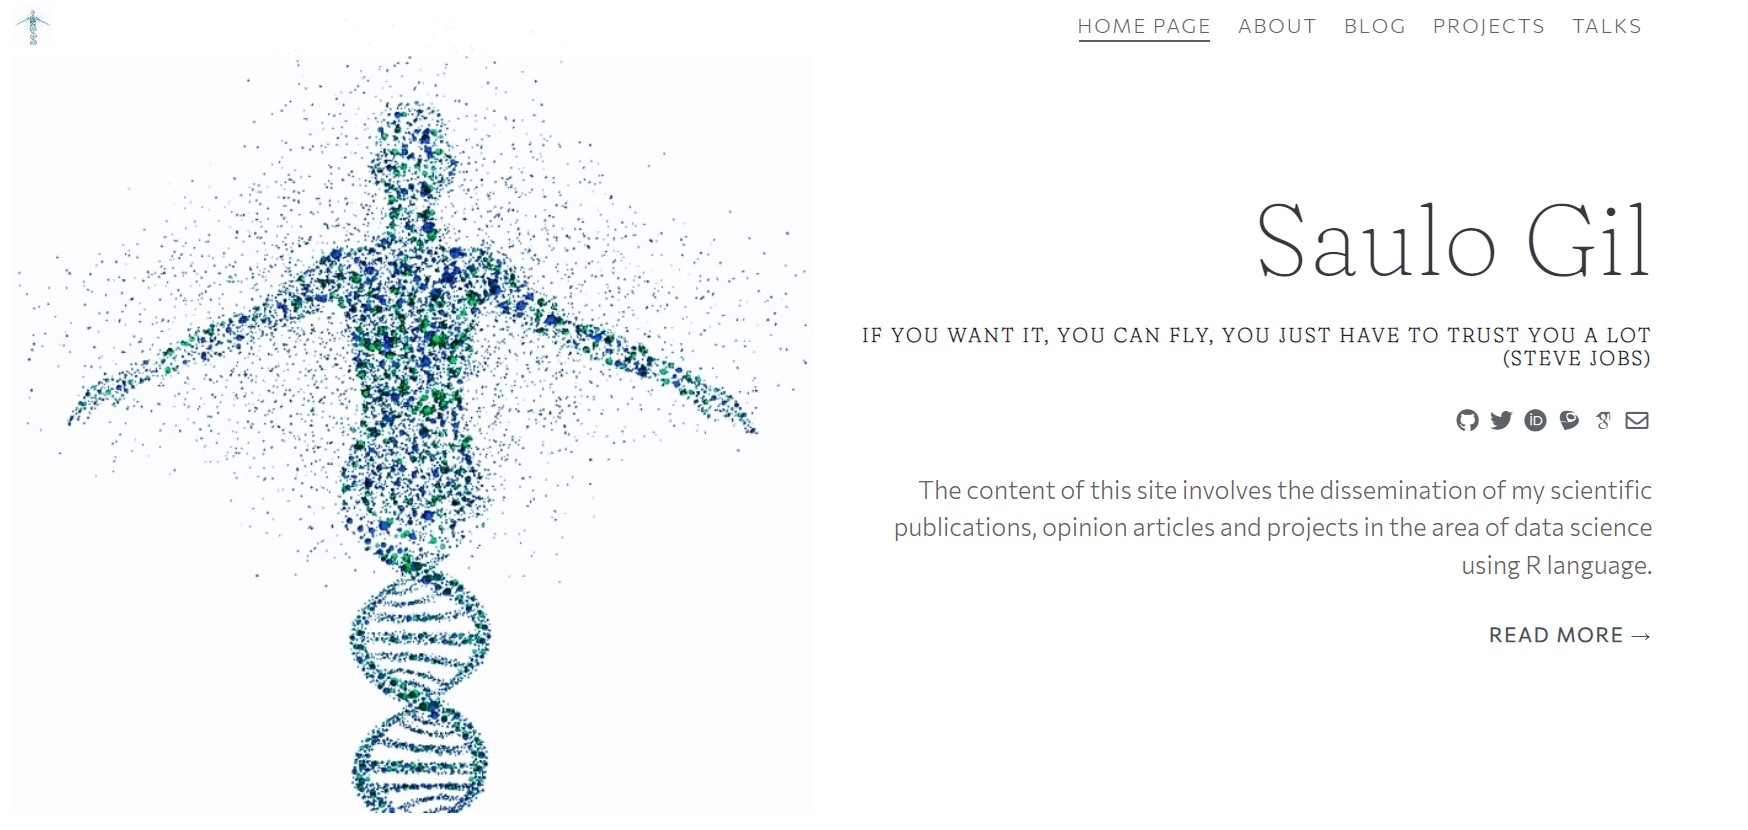 HOME PAGE ABOUT BLOG PROJECTS TALKS
Saulo Gil
IF YOU WANT IT, YOU CAN FLY, YOU JUST HAVE TO TRUST YOU A LOT
(STEVE JOBS)
The content of this site involves the dissemination of my scientific
publications, opinion articles and projects in the area of data science
using R language.
READ MORE →